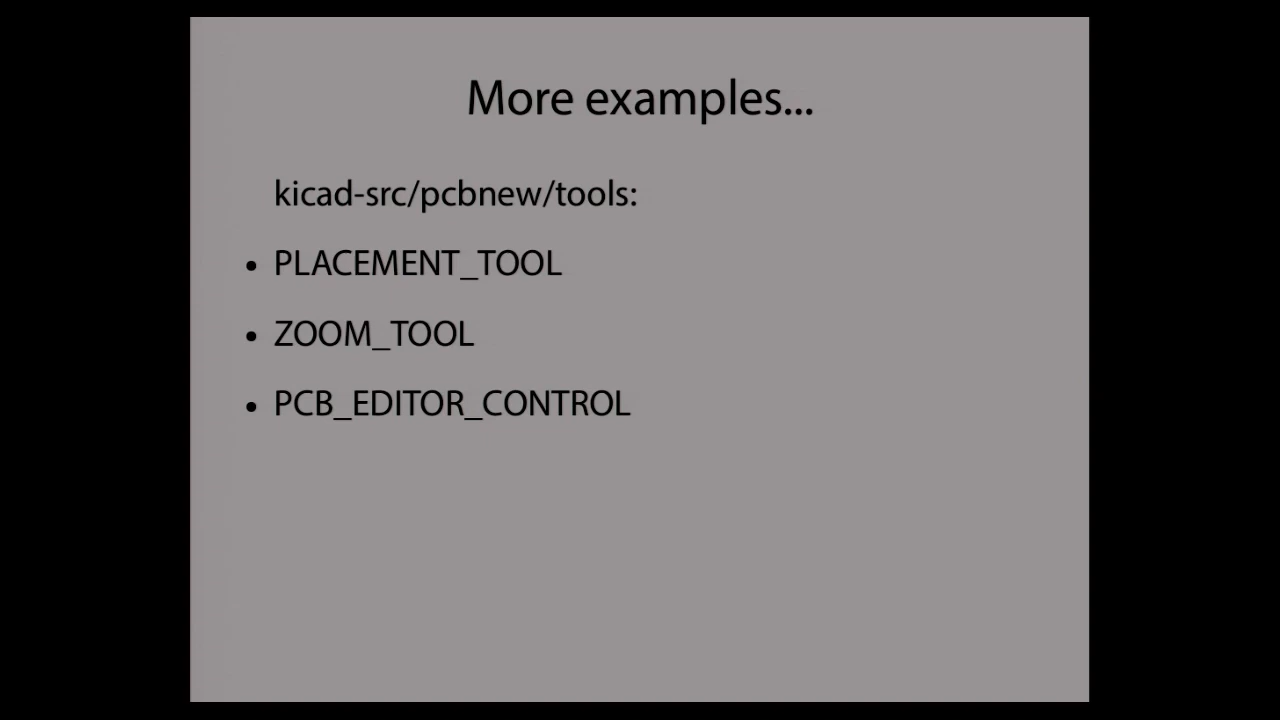 More examples...
kicad-src/pcbnew/tools:
• PLACEMENT_TOOL
• ZOOM_TOOL
• PCB_EDITOR_CONTROL